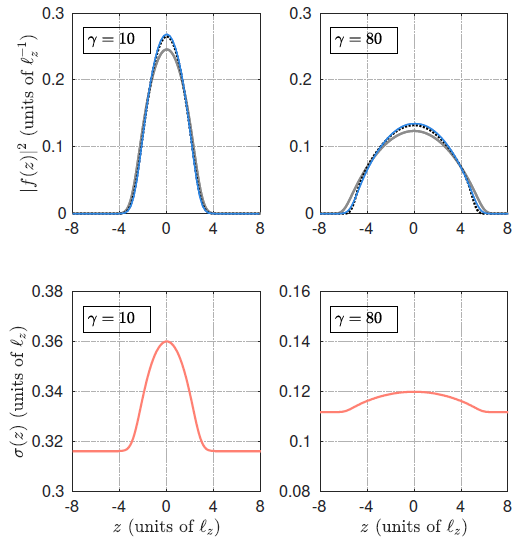 |f(z)|² (units of ℓ_z⁻¹)
0.3
0.2
0.1
0
γ = 10
-8 -4 0 4 8
0.3
0.2
0.1
0
γ = 80
-8 -4 0 4 8
σ(z) (units of ℓ_z)
0.38
0.36
0.34
0.32
0.3
γ = 10
-8 -4 0 4 8
z (units of ℓ_z)
0.16
0.14
0.12
0.1
0.08
γ = 80
-8 -4 0 4 8
z (units of ℓ_z)